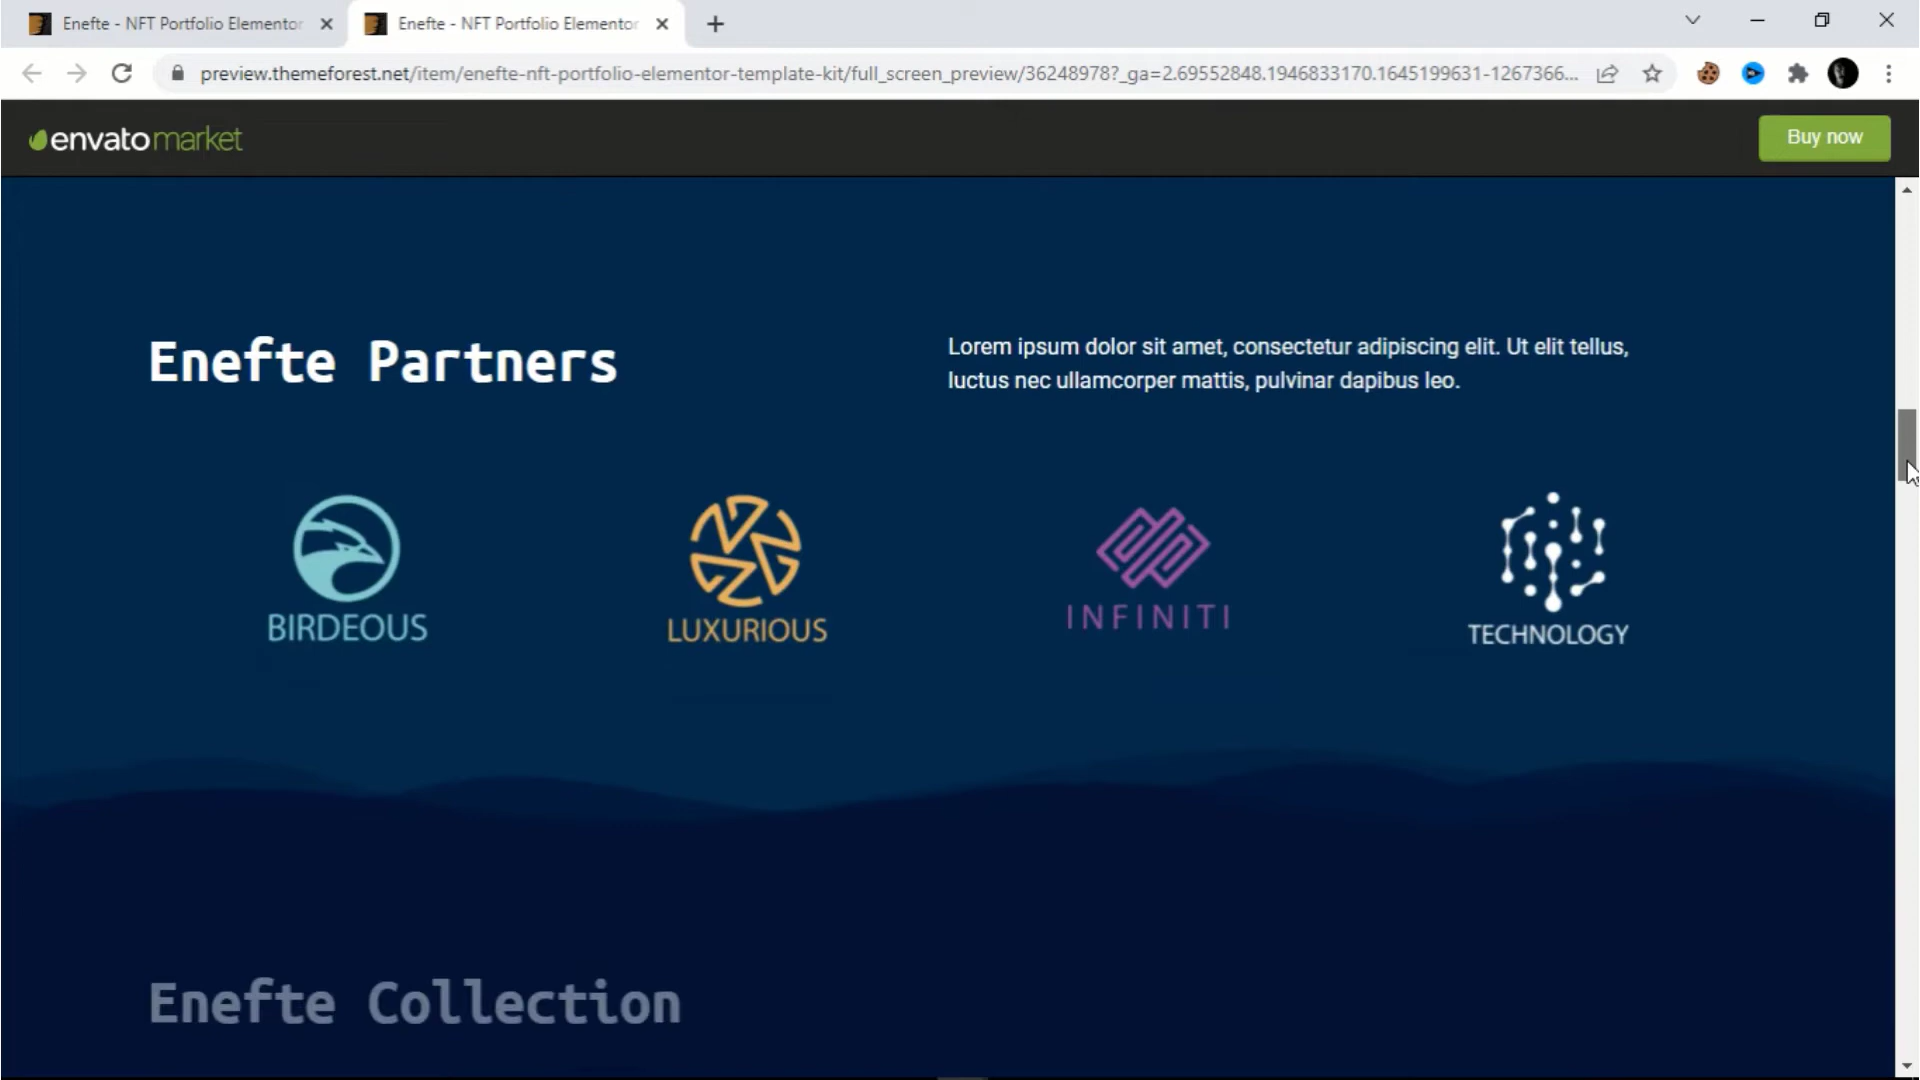 Enefte - NFT Portfolio Elementor
Enefte - NFT Portfolio Elementor
preview.themeforest.net/item/enefte-nft-portfolio-elementor-template-kit/full_screen_preview/36248978?_ga=2.69552848.1946833170.1645199631-1267366...
envatomarket
Buy now
Enefte Partners
Lorem ipsum dolor sit amet, consectetur adipiscing elit. Ut elit tellus,
luctus nec ullamcorper mattis, pulvinar dapibus leo.
BIRDEOUS
LUXURIOUS
INFINITI
TECHNOLOGY
Enefte Collection